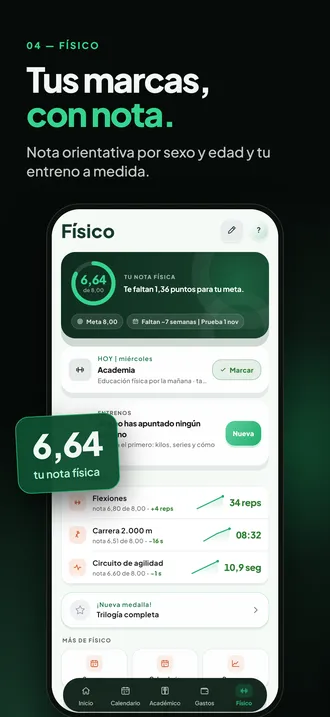 04 — FÍSICO
Tus marcas,
con nota.
Nota orientativa por sexo y edad y tu
entreno a medida.
Físico
?
6,64
de 8,00
TU NOTA FÍSICA
Te faltan 1,36 puntos para tu meta.
Meta 8,00
Faltan ~7 semanas | Prueba 1 nov
HOY | miércoles
Academia
Educación física por la mañana · ta...
Marcar
ENTRENOS
o has apuntado ningún
no
el primero: kilos, series y cómo
Nueva
6,64
tu nota física
Flexiones
nota 6,80 de 8,00 · +4 reps
34 reps
Carrera 2.000 m
nota 6,51 de 8,00 · -16 s
08:32
Circuito de agilidad
nota 6,60 de 8,00 · -1 s
10,9 seg
¡Nueva medalla!
Trilogía completa
MÁS DE FÍSICO
Inicio
Calendario
Académico
Gastos
Físico